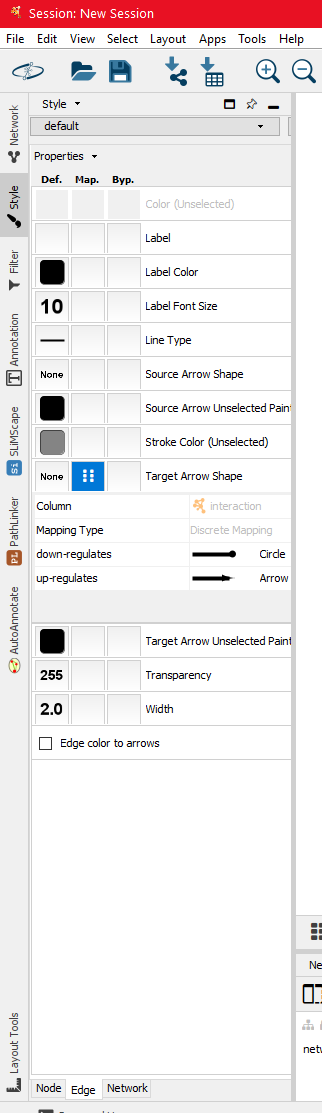 Session: New Session
File Edit View Select Layout Apps Tools Help
Style
default
Properties
Def. Map. Byp.
Color (Unselected)
Label
Label Color
10 Label Font Size
Line Type
None Source Arrow Shape
Source Arrow Unselected Paint
Stroke Color (Unselected)
None Target Arrow Shape
Column interaction
Mapping Type Discrete Mapping
down-regulates Circle
up-regulates Arrow
Target Arrow Unselected Paint
255 Transparency
2.0 Width
Edge color to arrows
Node Edge Network
Network
Style
Filter
Annotation
T
SLiMScape
Si
PathLinker
PL
AutoAnnotate
Layout Tools